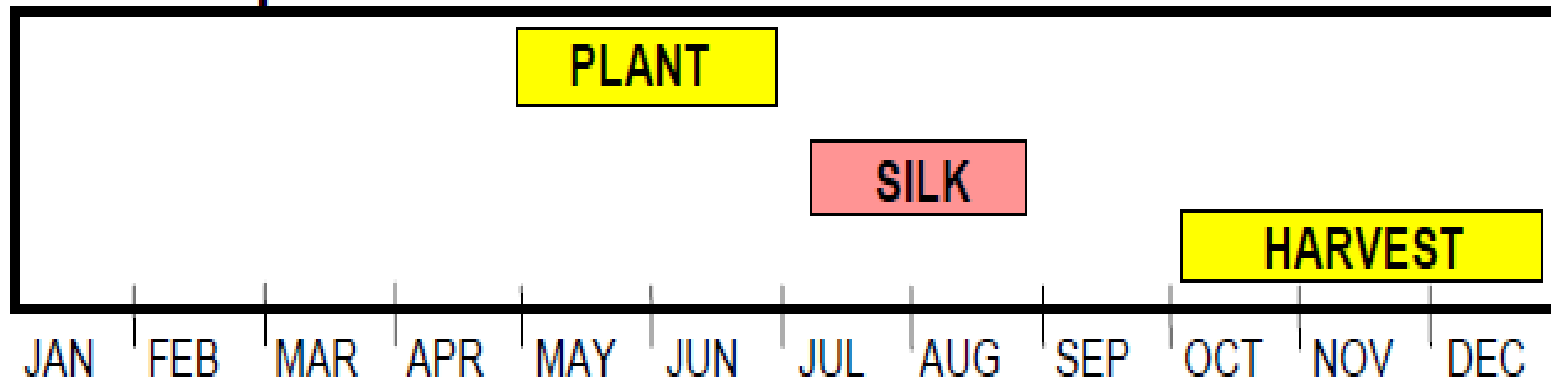 PLANT
SILK
HARVEST
JAN FEB MAR APR MAY JUN JUL AUG SEP OCT NOV DEC